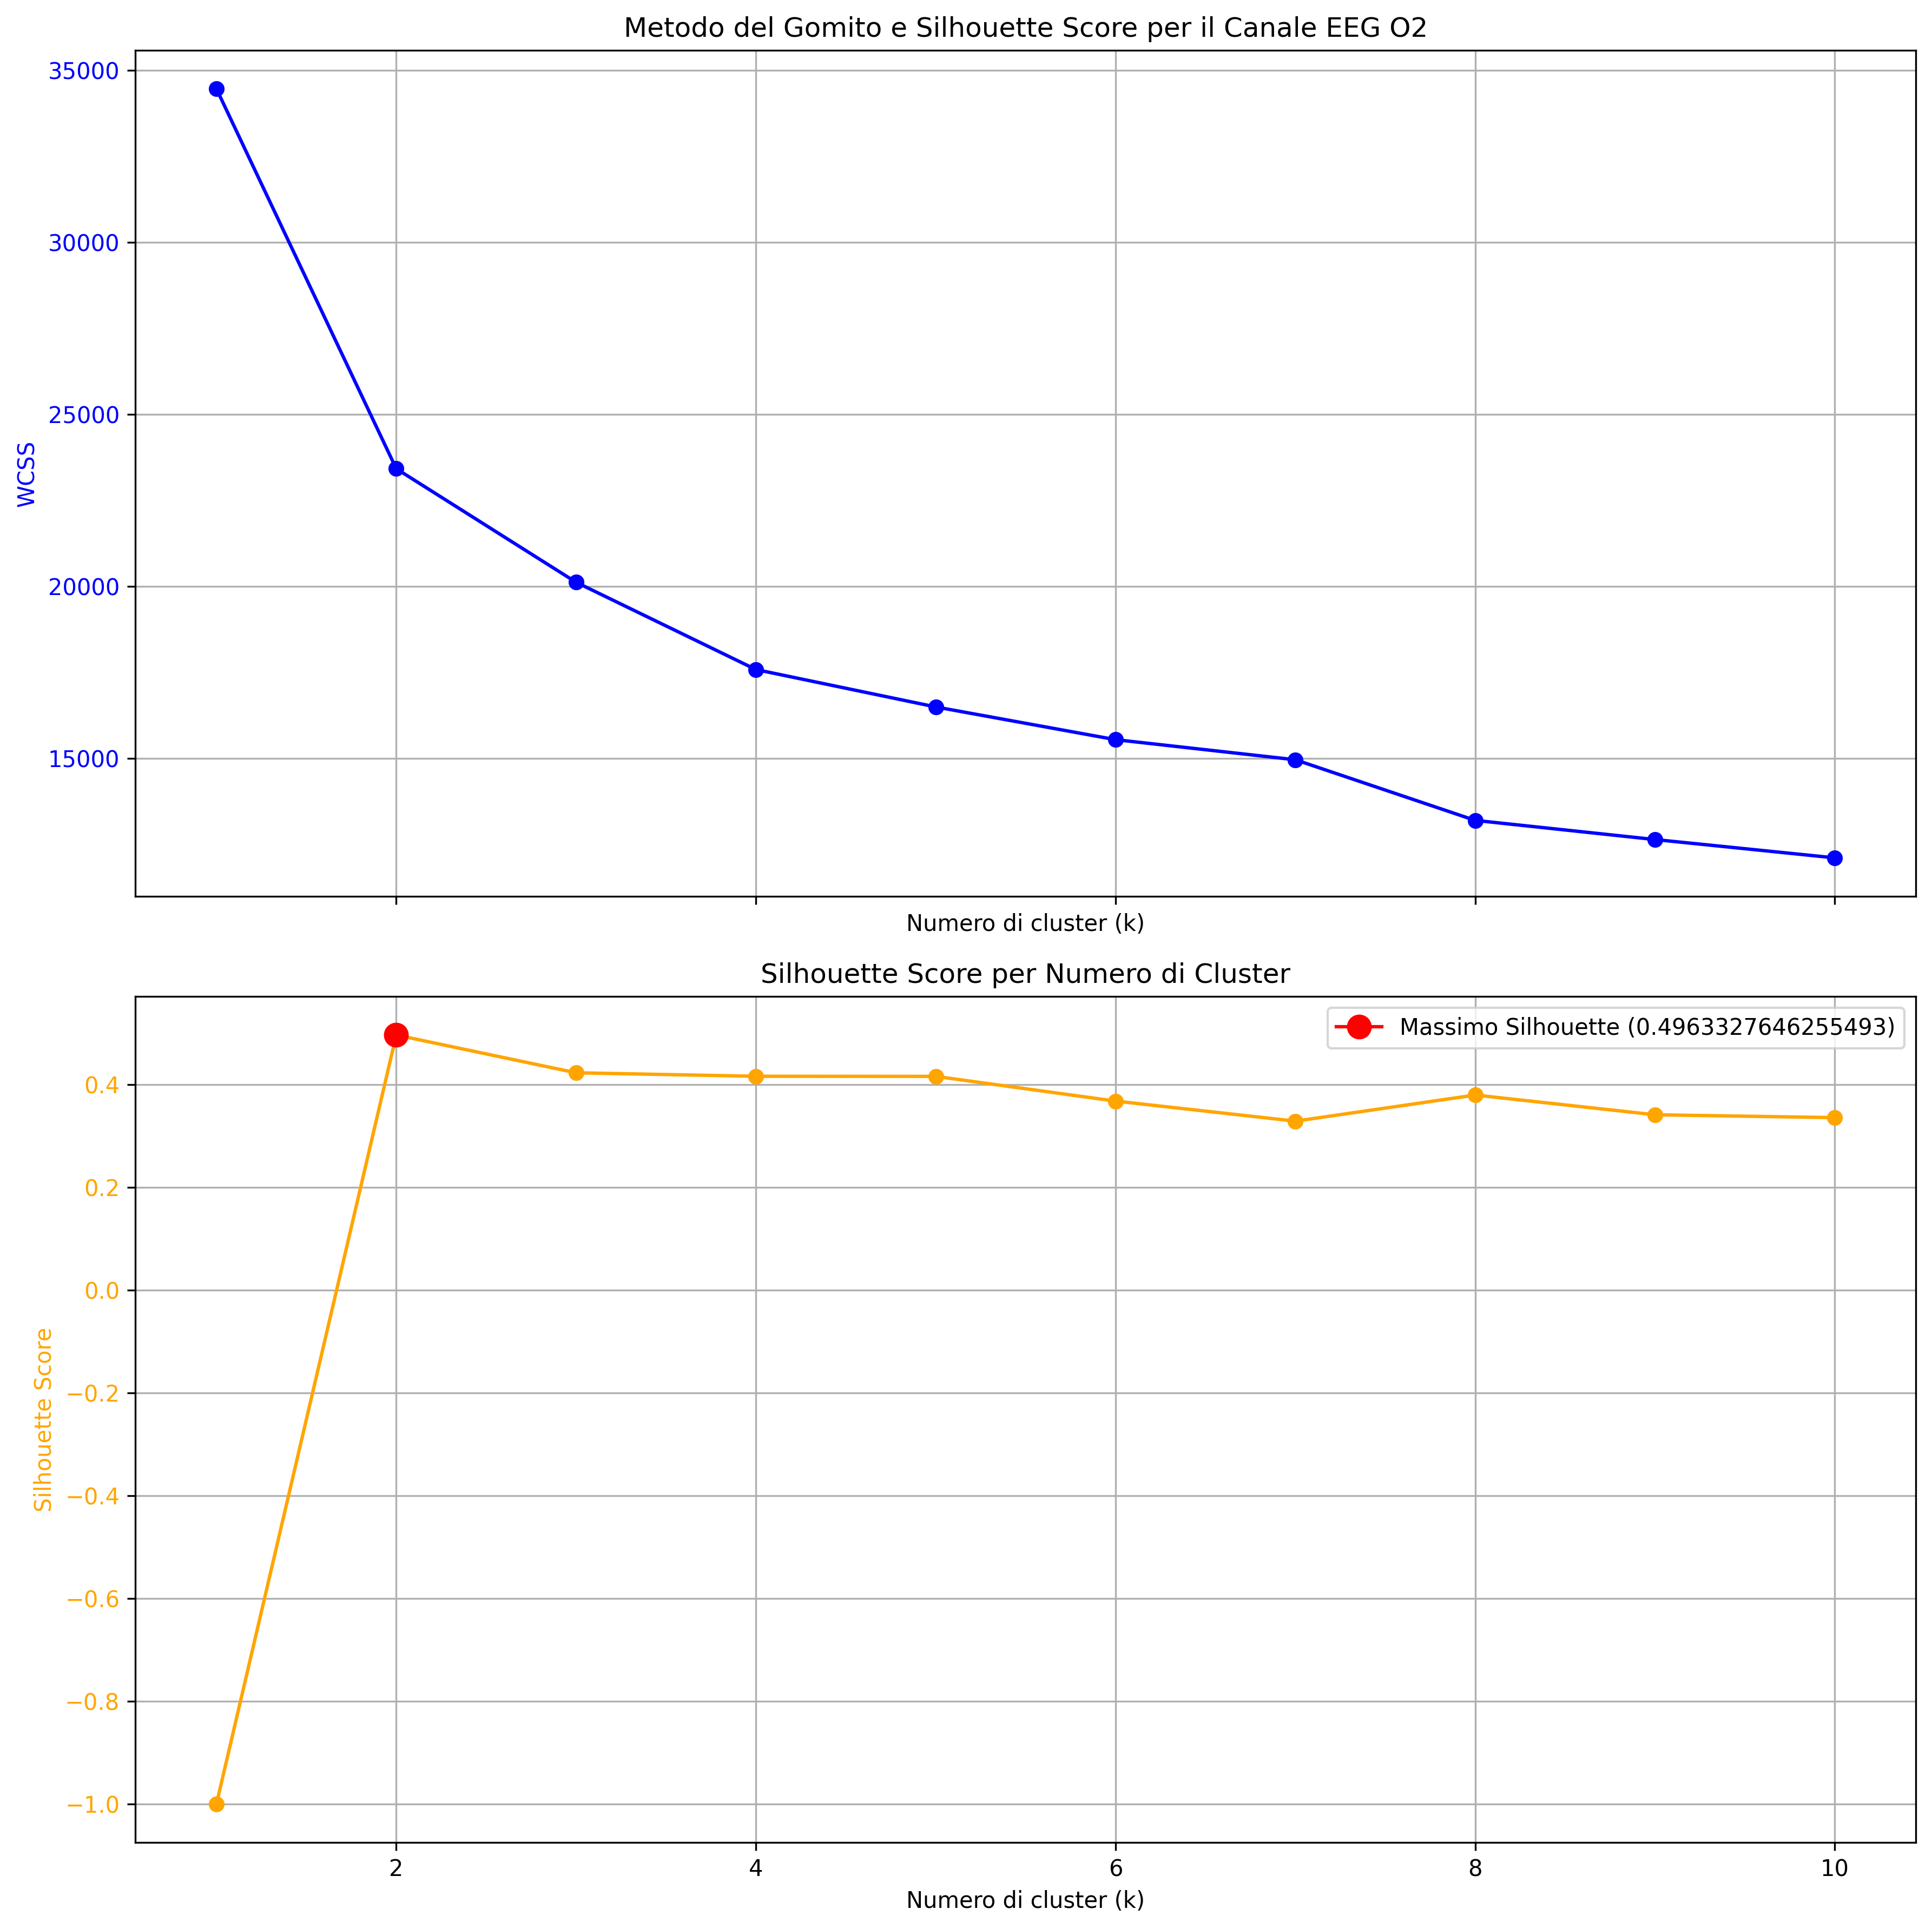 Metodo del Gomito e Silhouette Score per il Canale EEG O2
35000
30000
25000
20000
15000
WCSS
Numero di cluster (k)
Silhouette Score per Numero di Cluster
Massimo Silhouette (0.4963327646255493)
0.4
0.2
0.0
−0.2
−0.4
−0.6
−0.8
−1.0
Silhouette Score
2 4 6 8 10
Numero di cluster (k)